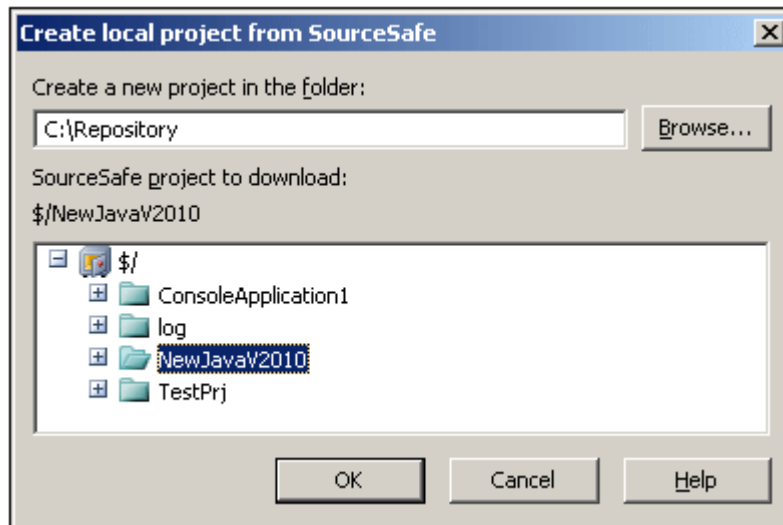 Create local project from SourceSafe
Create a new project in the folder:
C:\Repository
Browse...
SourceSafe project to download:
$/NewJavaV2010
$/
ConsoleApplication1
log
NewJavaV2010
TestPrj
OK
Cancel
Help